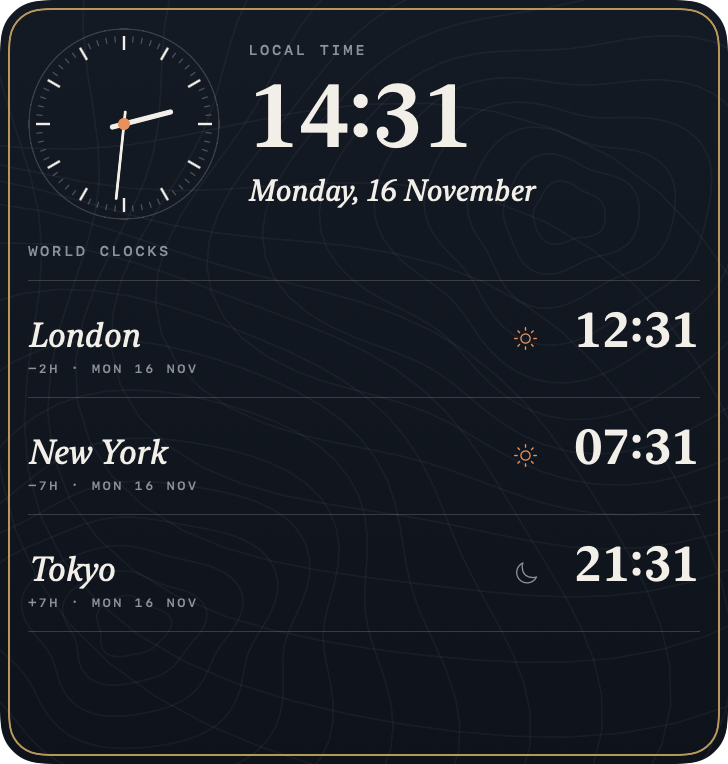 LOCAL TIME
14:31
Monday, 16 November
WORLD CLOCKS
London
12:31
−2H · MON 16 NOV
New York
07:31
−7H · MON 16 NOV
Tokyo
21:31
+7H · MON 16 NOV